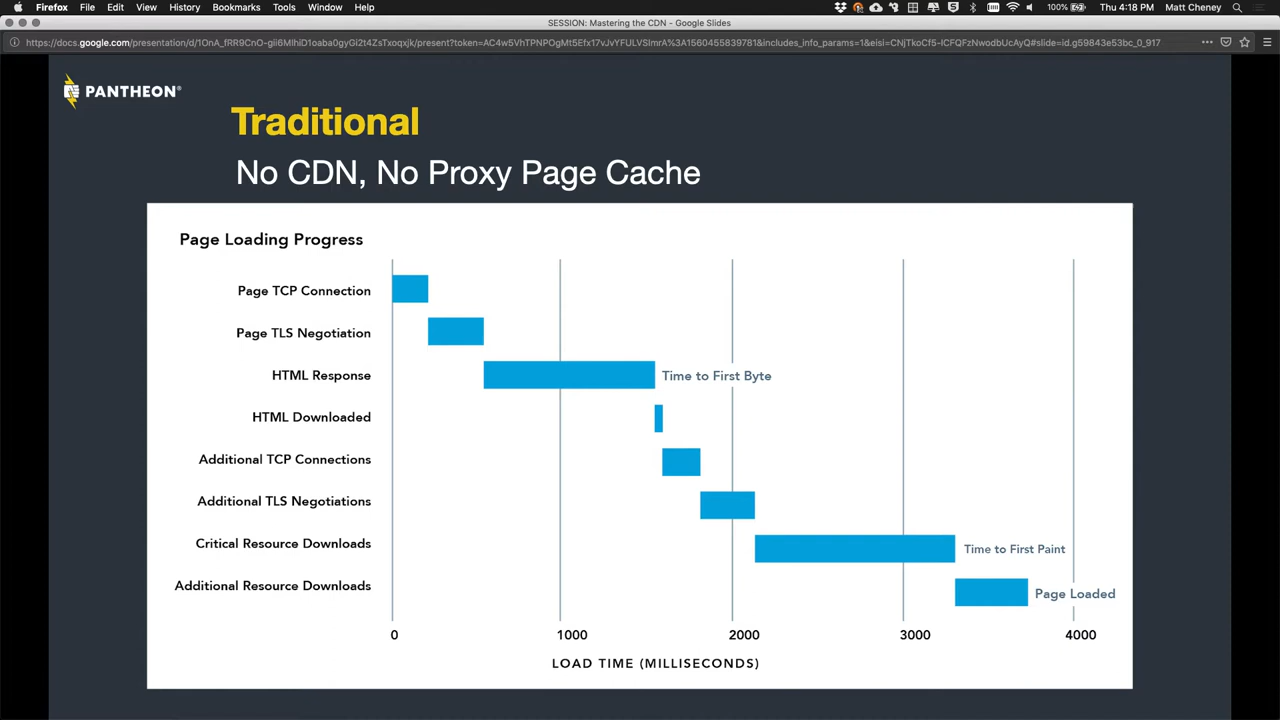 Firefox File Edit View History Bookmarks Tools Window Help 100% Thu 4:18 PM Matt Cheney
SESSION: Mastering the CDN - Google Slides
PANTHEON®
Traditional
No CDN, No Proxy Page Cache
Page Loading Progress
Page TCP Connection
Page TLS Negotiation
HTML Response Time to First Byte
HTML Downloaded
Additional TCP Connections
Additional TLS Negotiations
Critical Resource Downloads Time to First Paint
Additional Resource Downloads Page Loaded
0 1000 2000 3000 4000
LOAD TIME (MILLISECONDS)